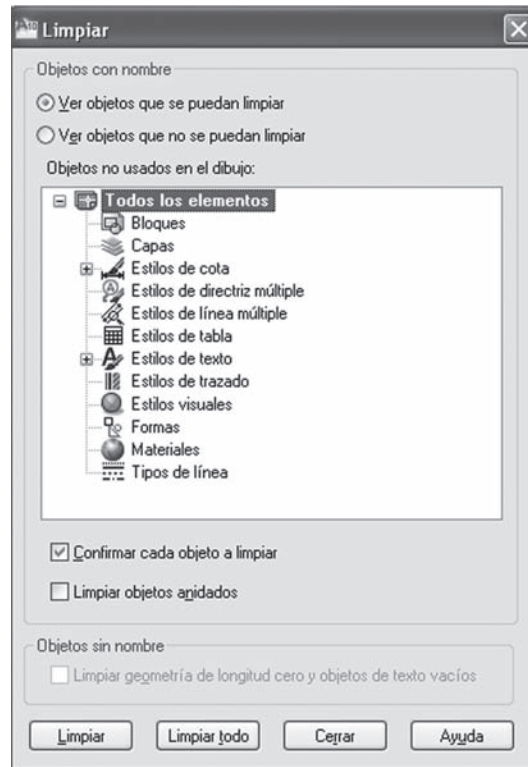 Limpiar
Objetos con nombre
Ver objetos que se puedan limpiar
Ver objetos que no se puedan limpiar
Objetos no usados en el dibujo:
Todos los elementos
Bloques
Capas
Estilos de cota
Estilos de directriz múltiple
Estilos de línea múltiple
Estilos de tabla
Estilos de texto
Estilos de trazado
Estilos visuales
Formas
Materiales
Tipos de línea
Confirmar cada objeto a limpiar
Limpiar objetos anidados
Objetos sin nombre
Limpiar geometría de longitud cero y objetos de texto vacíos
Limpiar Limpiar todo Cerrar Ayuda